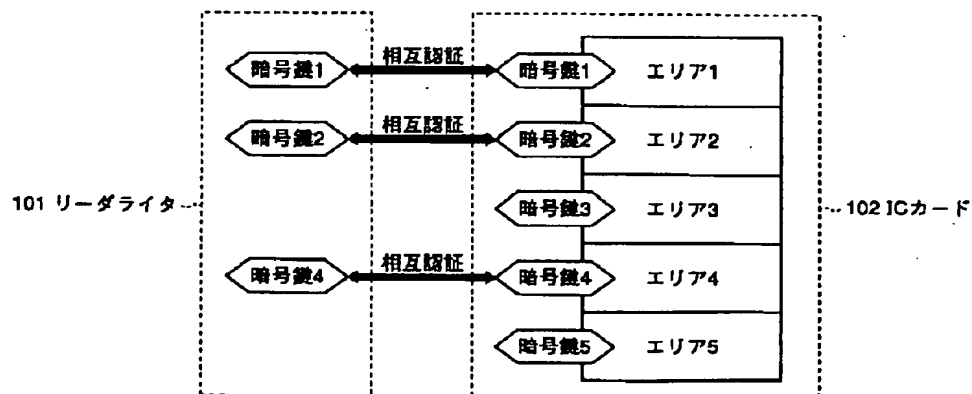 暗号鍵1 相互認証 暗号鍵1 エリア1
暗号鍵2 相互認証 暗号鍵2 エリア2
101 リーダライタ 暗号鍵3 エリア3 102 ICカード
暗号鍵4 相互認証 暗号鍵4 エリア4
暗号鍵5 エリア5